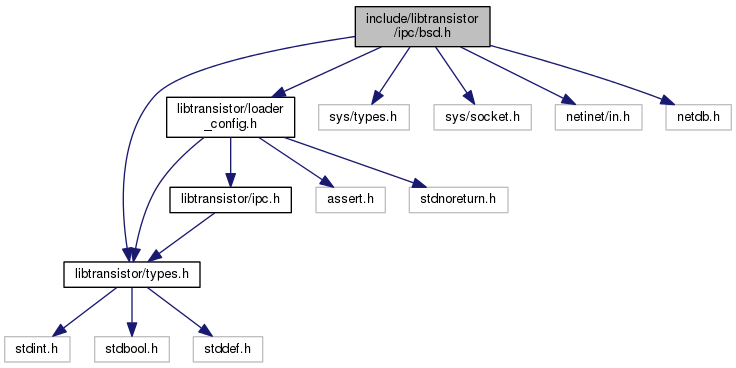 include/libtransistor
/ipc/bsd.h
libtransistor/loader
_config.h
sys/types.h
sys/socket.h
netinet/in.h
netdb.h
libtransistor/ipc.h
assert.h
stdnoreturn.h
libtransistor/types.h
stdint.h
stdbool.h
stddef.h